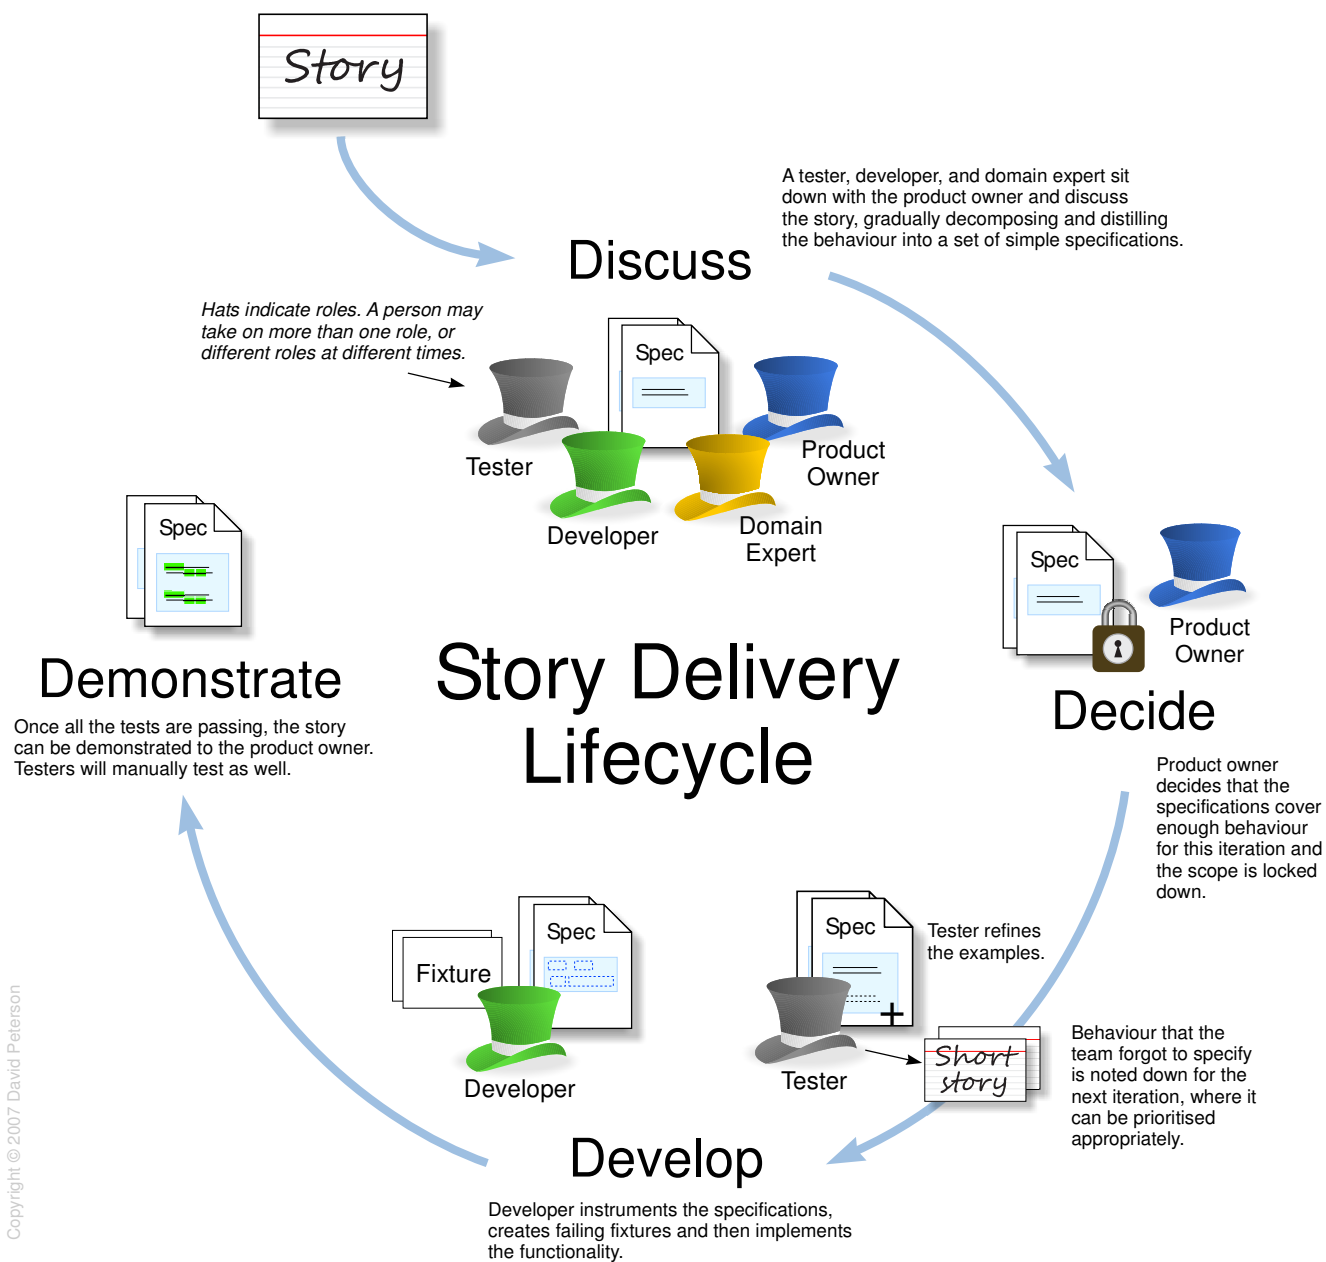 Story
A tester, developer, and domain expert sit
down with the product owner and discuss
the story, gradually decomposing and distilling
the behaviour into a set of simple specifications.
Discuss
Hats indicate roles. A person may
take on more than one role, or
different roles at different times.
Spec
Tester
Developer
Domain
Expert
Product
Owner
Spec
Product
Owner
Decide
Product owner
decides that the
specifications cover
enough behaviour
for this iteration and
the scope is locked
down.
Spec
Demonstrate
Once all the tests are passing, the story
can be demonstrated to the product owner.
Testers will manually test as well.
Story Delivery
Lifecycle
Spec
Tester refines
the examples.
Tester
Short
story
Behaviour that the
team forgot to specify
is noted down for the
next iteration, where it
can be prioritised
appropriately.
Spec
Fixture
Developer
Develop
Developer instruments the specifications,
creates failing fixtures and then implements
the functionality.
Copyright © 2007 David Peterson